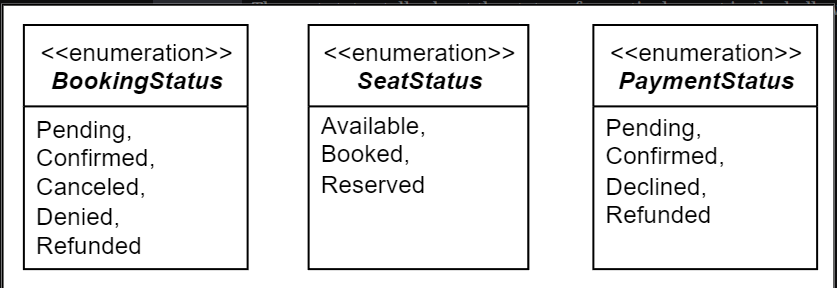 <<enumeration>>
BookingStatus
Pending,
Confirmed,
Canceled,
Denied,
Refunded
<<enumeration>>
SeatStatus
Available,
Booked,
Reserved
<<enumeration>>
PaymentStatus
Pending,
Confirmed,
Declined,
Refunded